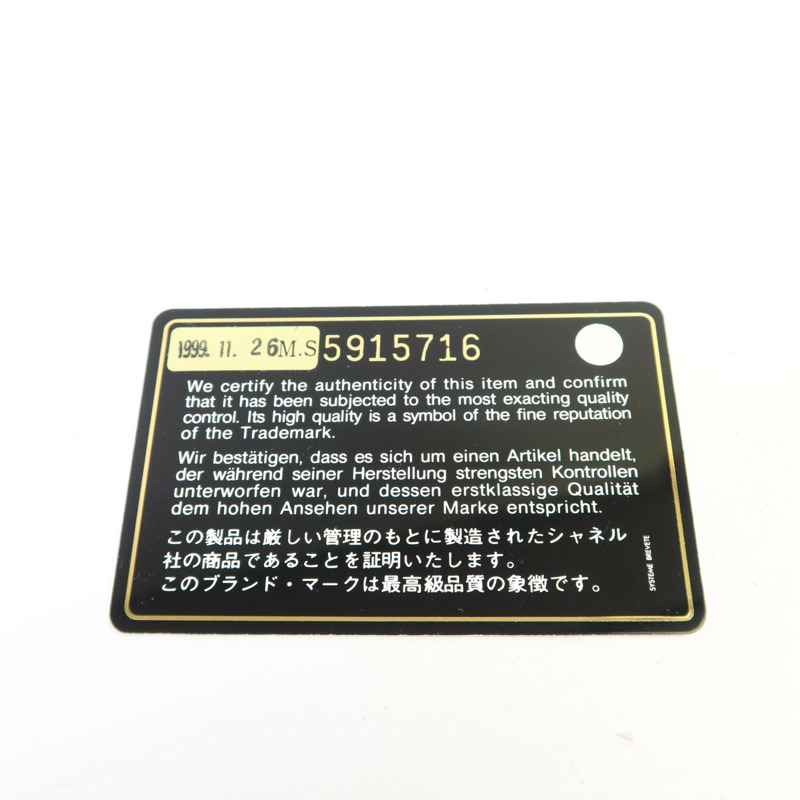 1999. 11. 26M.S 5915716
We certify the authenticity of this item and confirm
that it has been subjected to the most exacting quality
control. Its high quality is a symbol of the fine reputation
of the Trademark.
Wir bestätigen, dass es sich um einen Artikel handelt,
der während seiner Herstellung strengsten Kontrollen
unterworfen war, und dessen erstklassige Qualität
dem hohen Ansehen unserer Marke entspricht.
この製品は厳しい管理のもとに製造されたシャネル
社の商品であることを証明いたします。
このブランド・マークは最高級品質の象徴です。
SYSTEME BREVETE